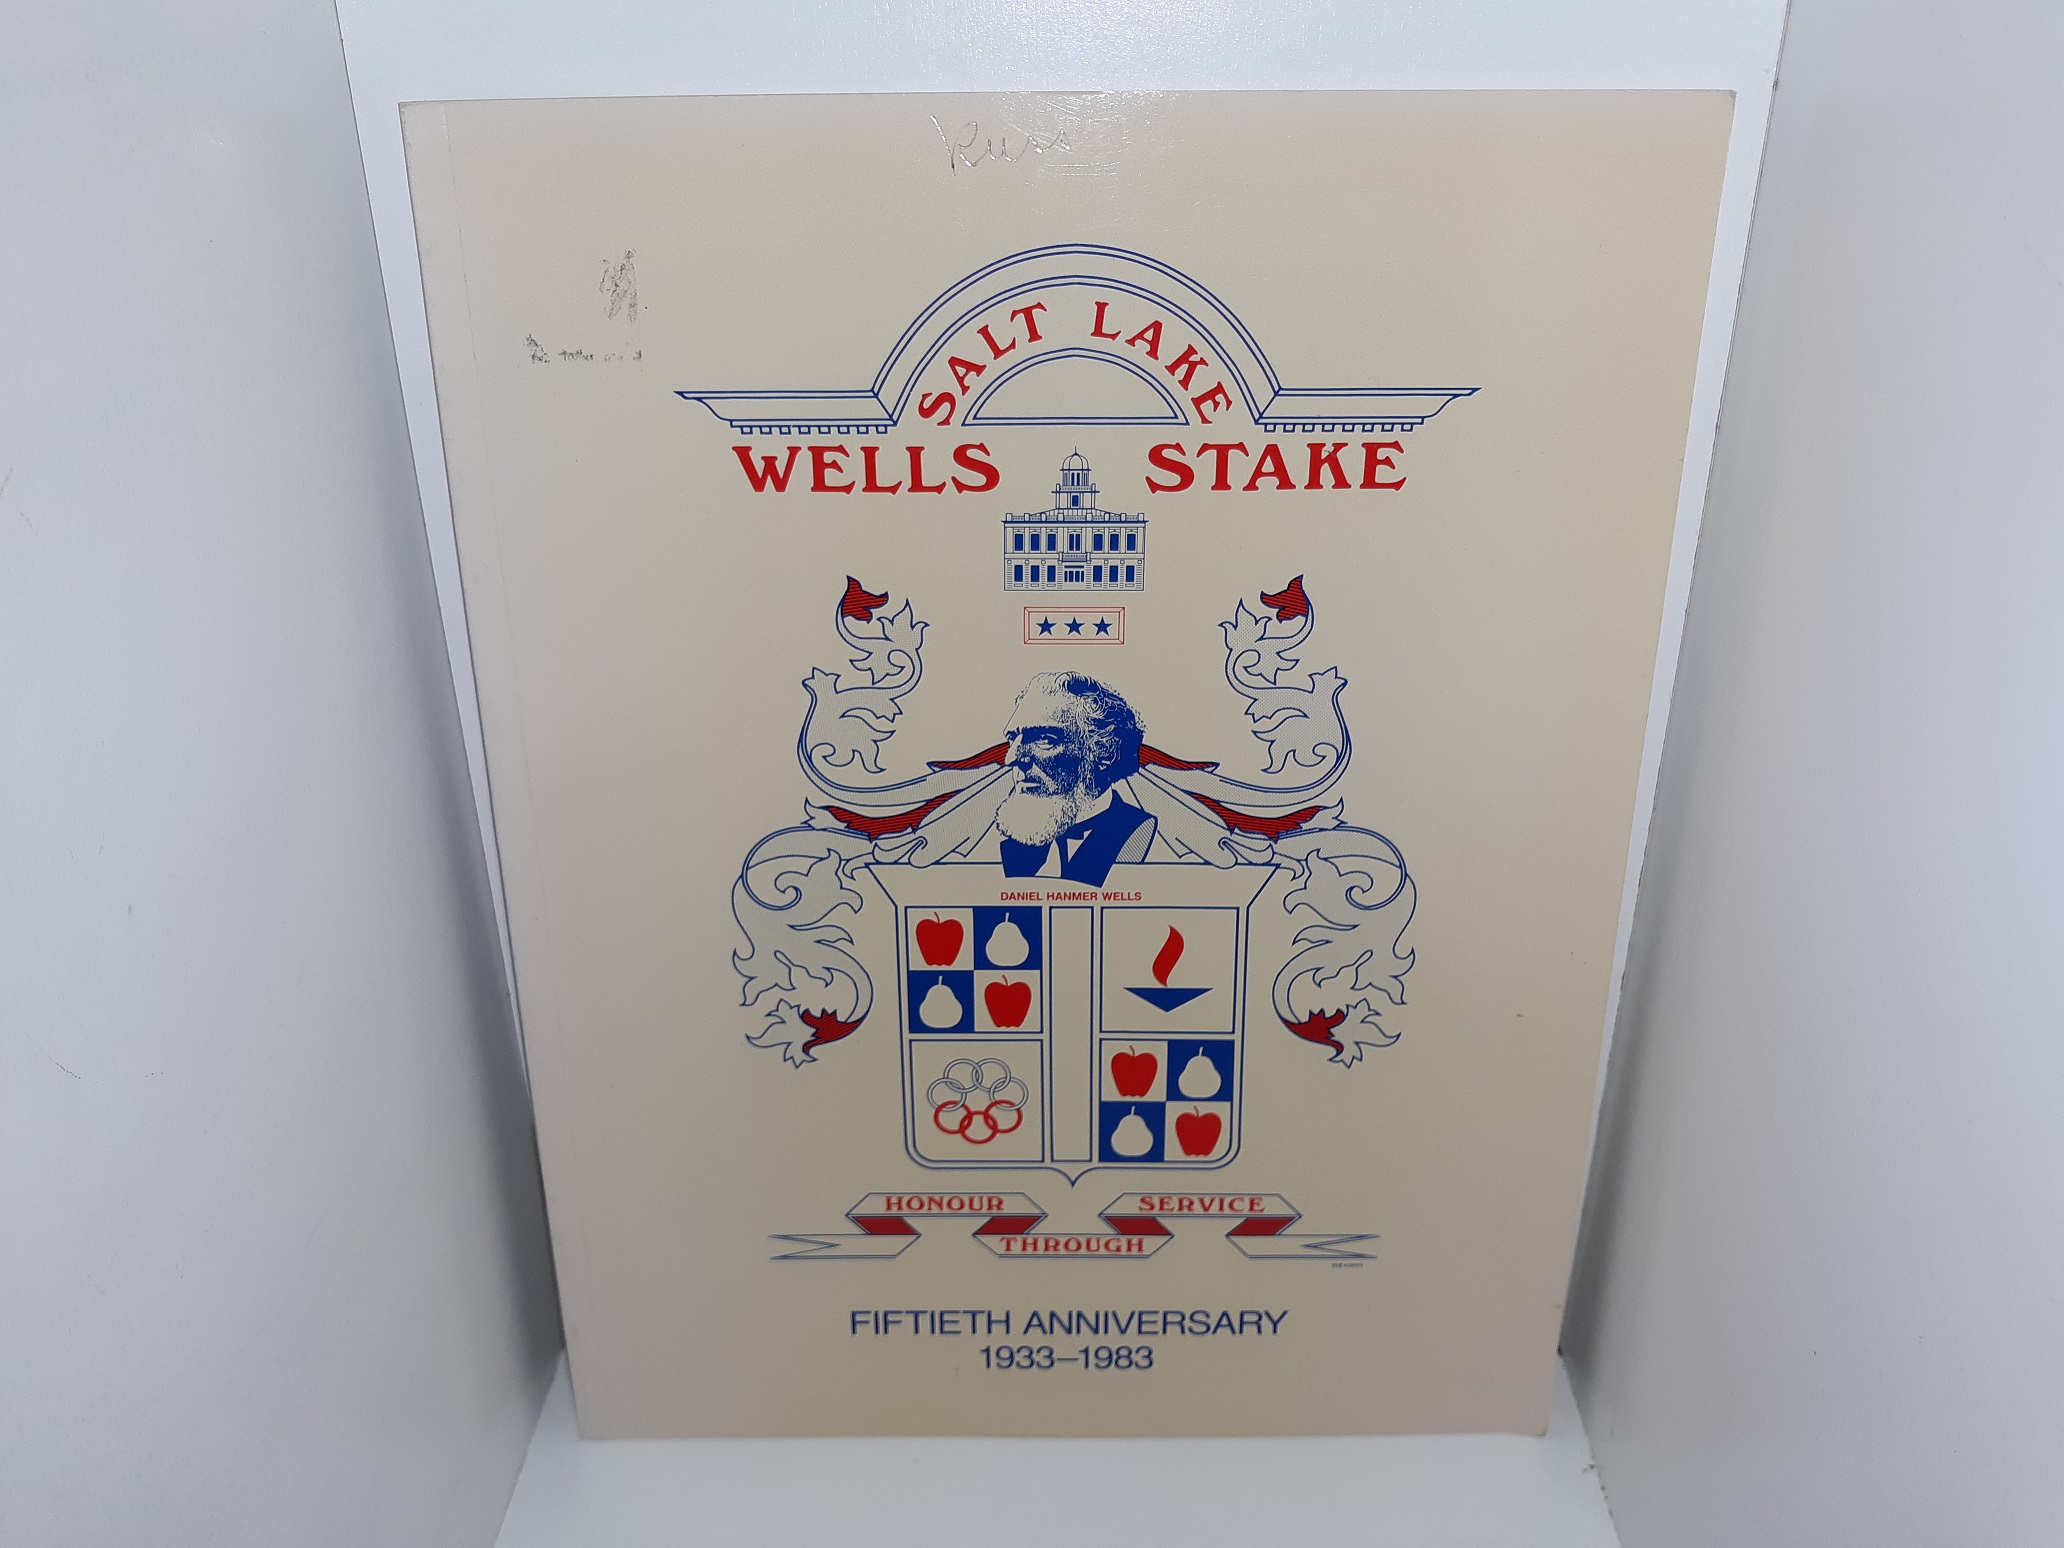 Russ
SALT LAKE
WELLS STAKE
DANIEL HANMER WELLS
HONOUR SERVICE
THROUGH
FIFTIETH ANNIVERSARY
1933–1983